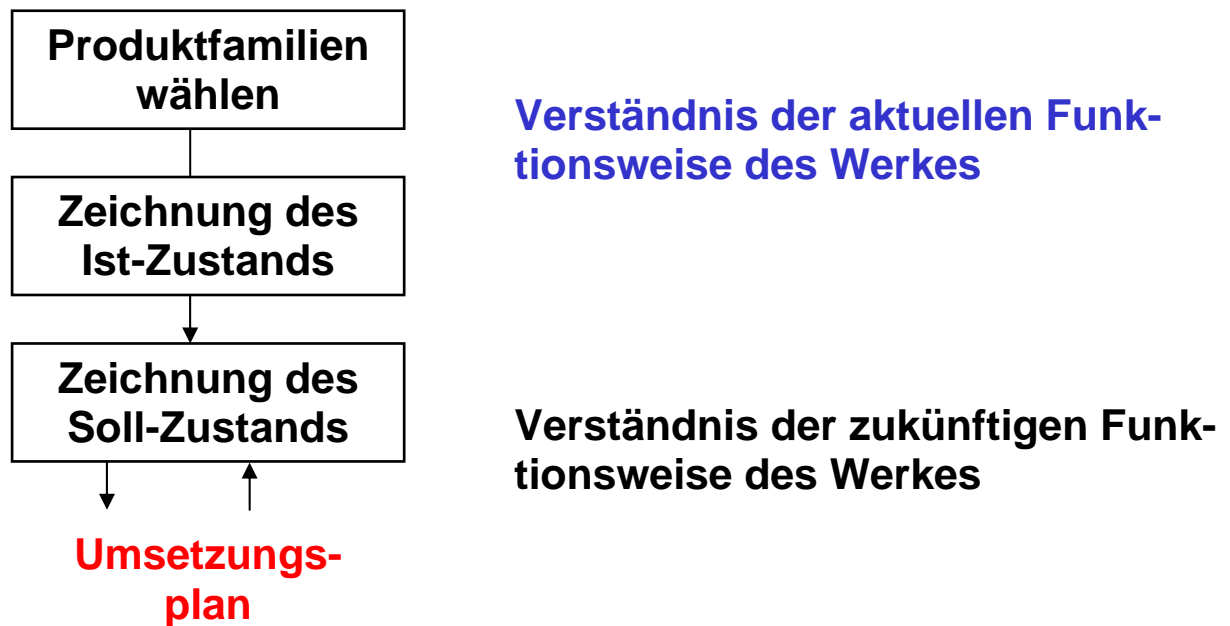 Produktfamilien
wählen
Verständnis der aktuellen Funk-
tionsweise des Werkes
Zeichnung des
Ist-Zustands
Zeichnung des
Soll-Zustands
Verständnis der zukünftigen Funk-
tionsweise des Werkes
Umsetzungs-
plan